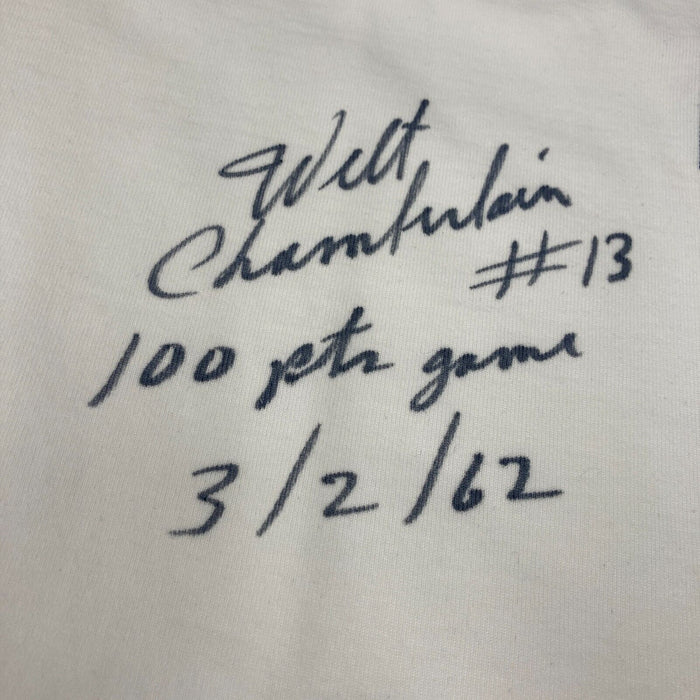 Wilt
Chamberlain
#13
100 pts game
3/2/62